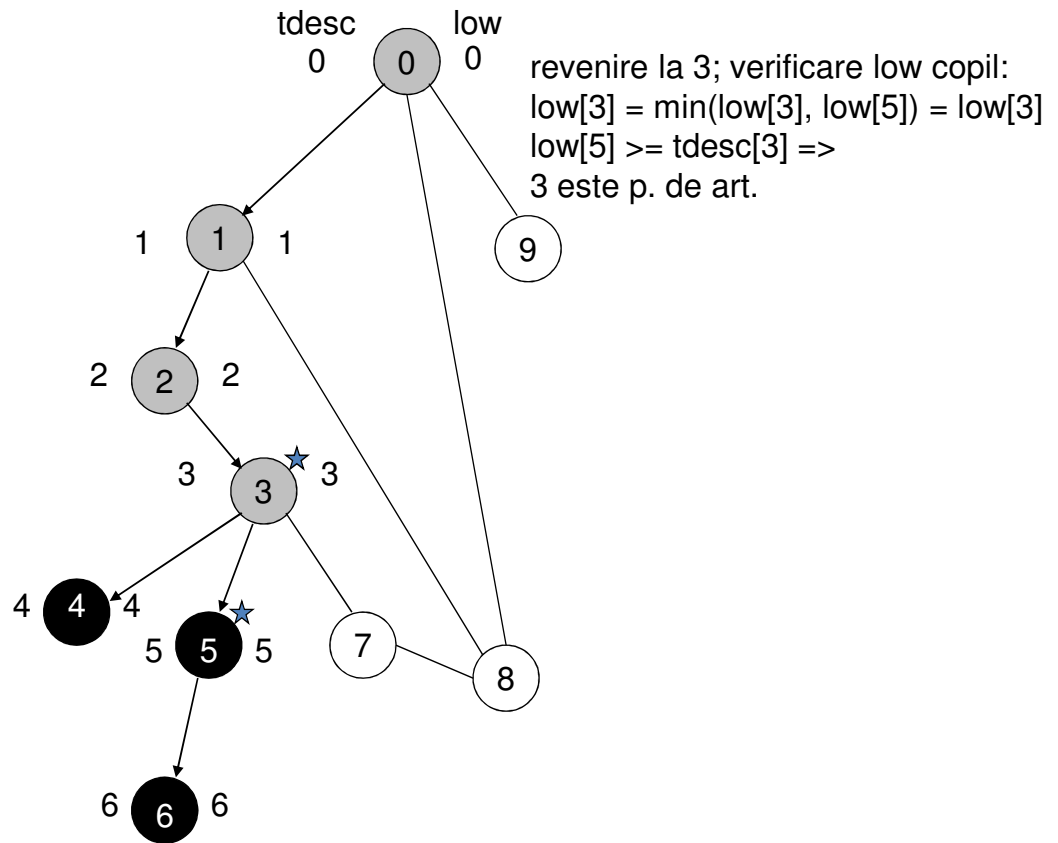 tdesc low
0 0 0
revenire la 3; verificare low copil:
low[3] = min(low[3], low[5]) = low[3]
low[5] >= tdesc[3] =>
3 este p. de art.
1 1 1
9
2 2 2
3 3 3
4 4 4
5 5 5
7
8
6 6 6